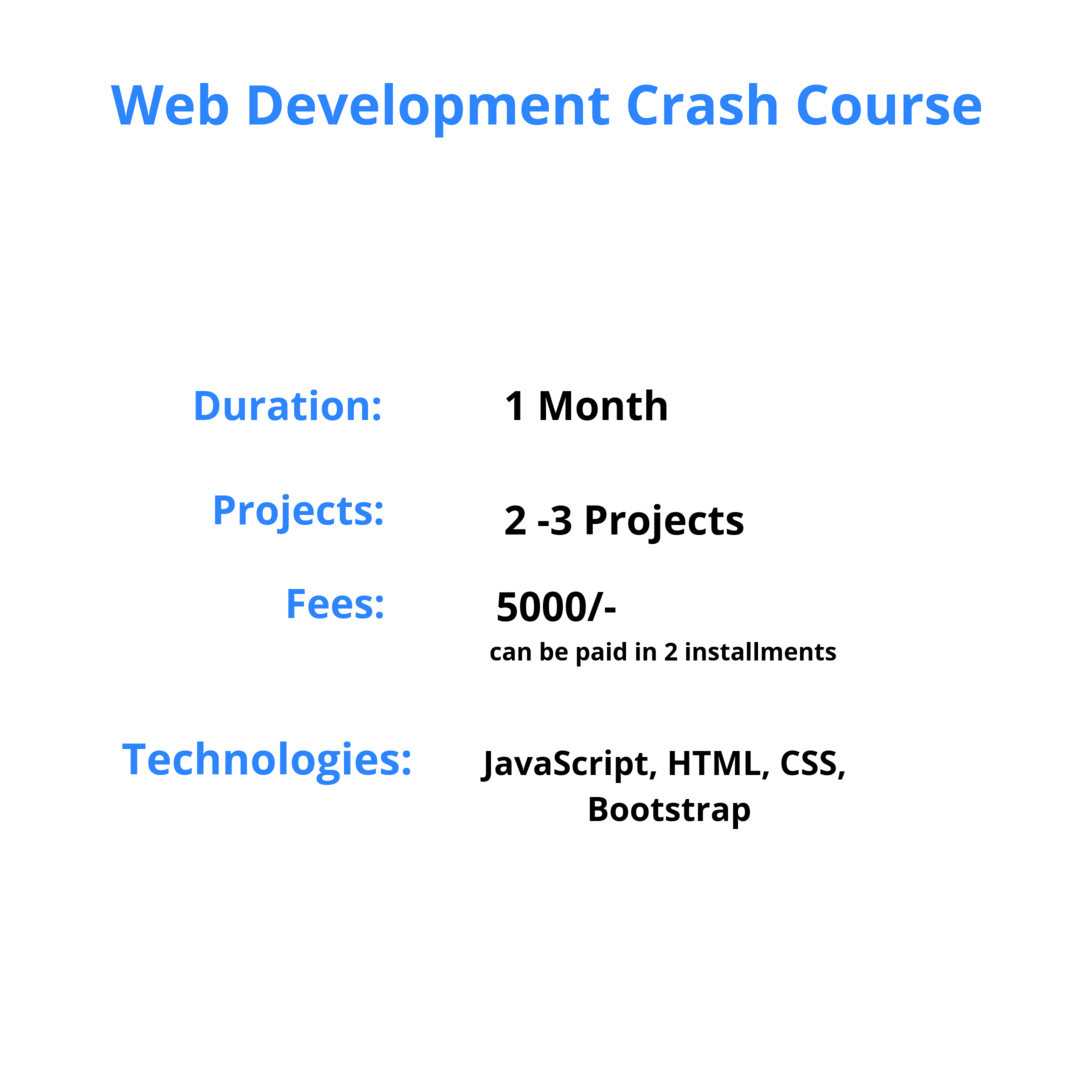 Web Development Crash Course
Duration: 1 Month
Projects: 2 -3 Projects
Fees: 5000/-
can be paid in 2 installments
Technologies: JavaScript, HTML, CSS,
Bootstrap